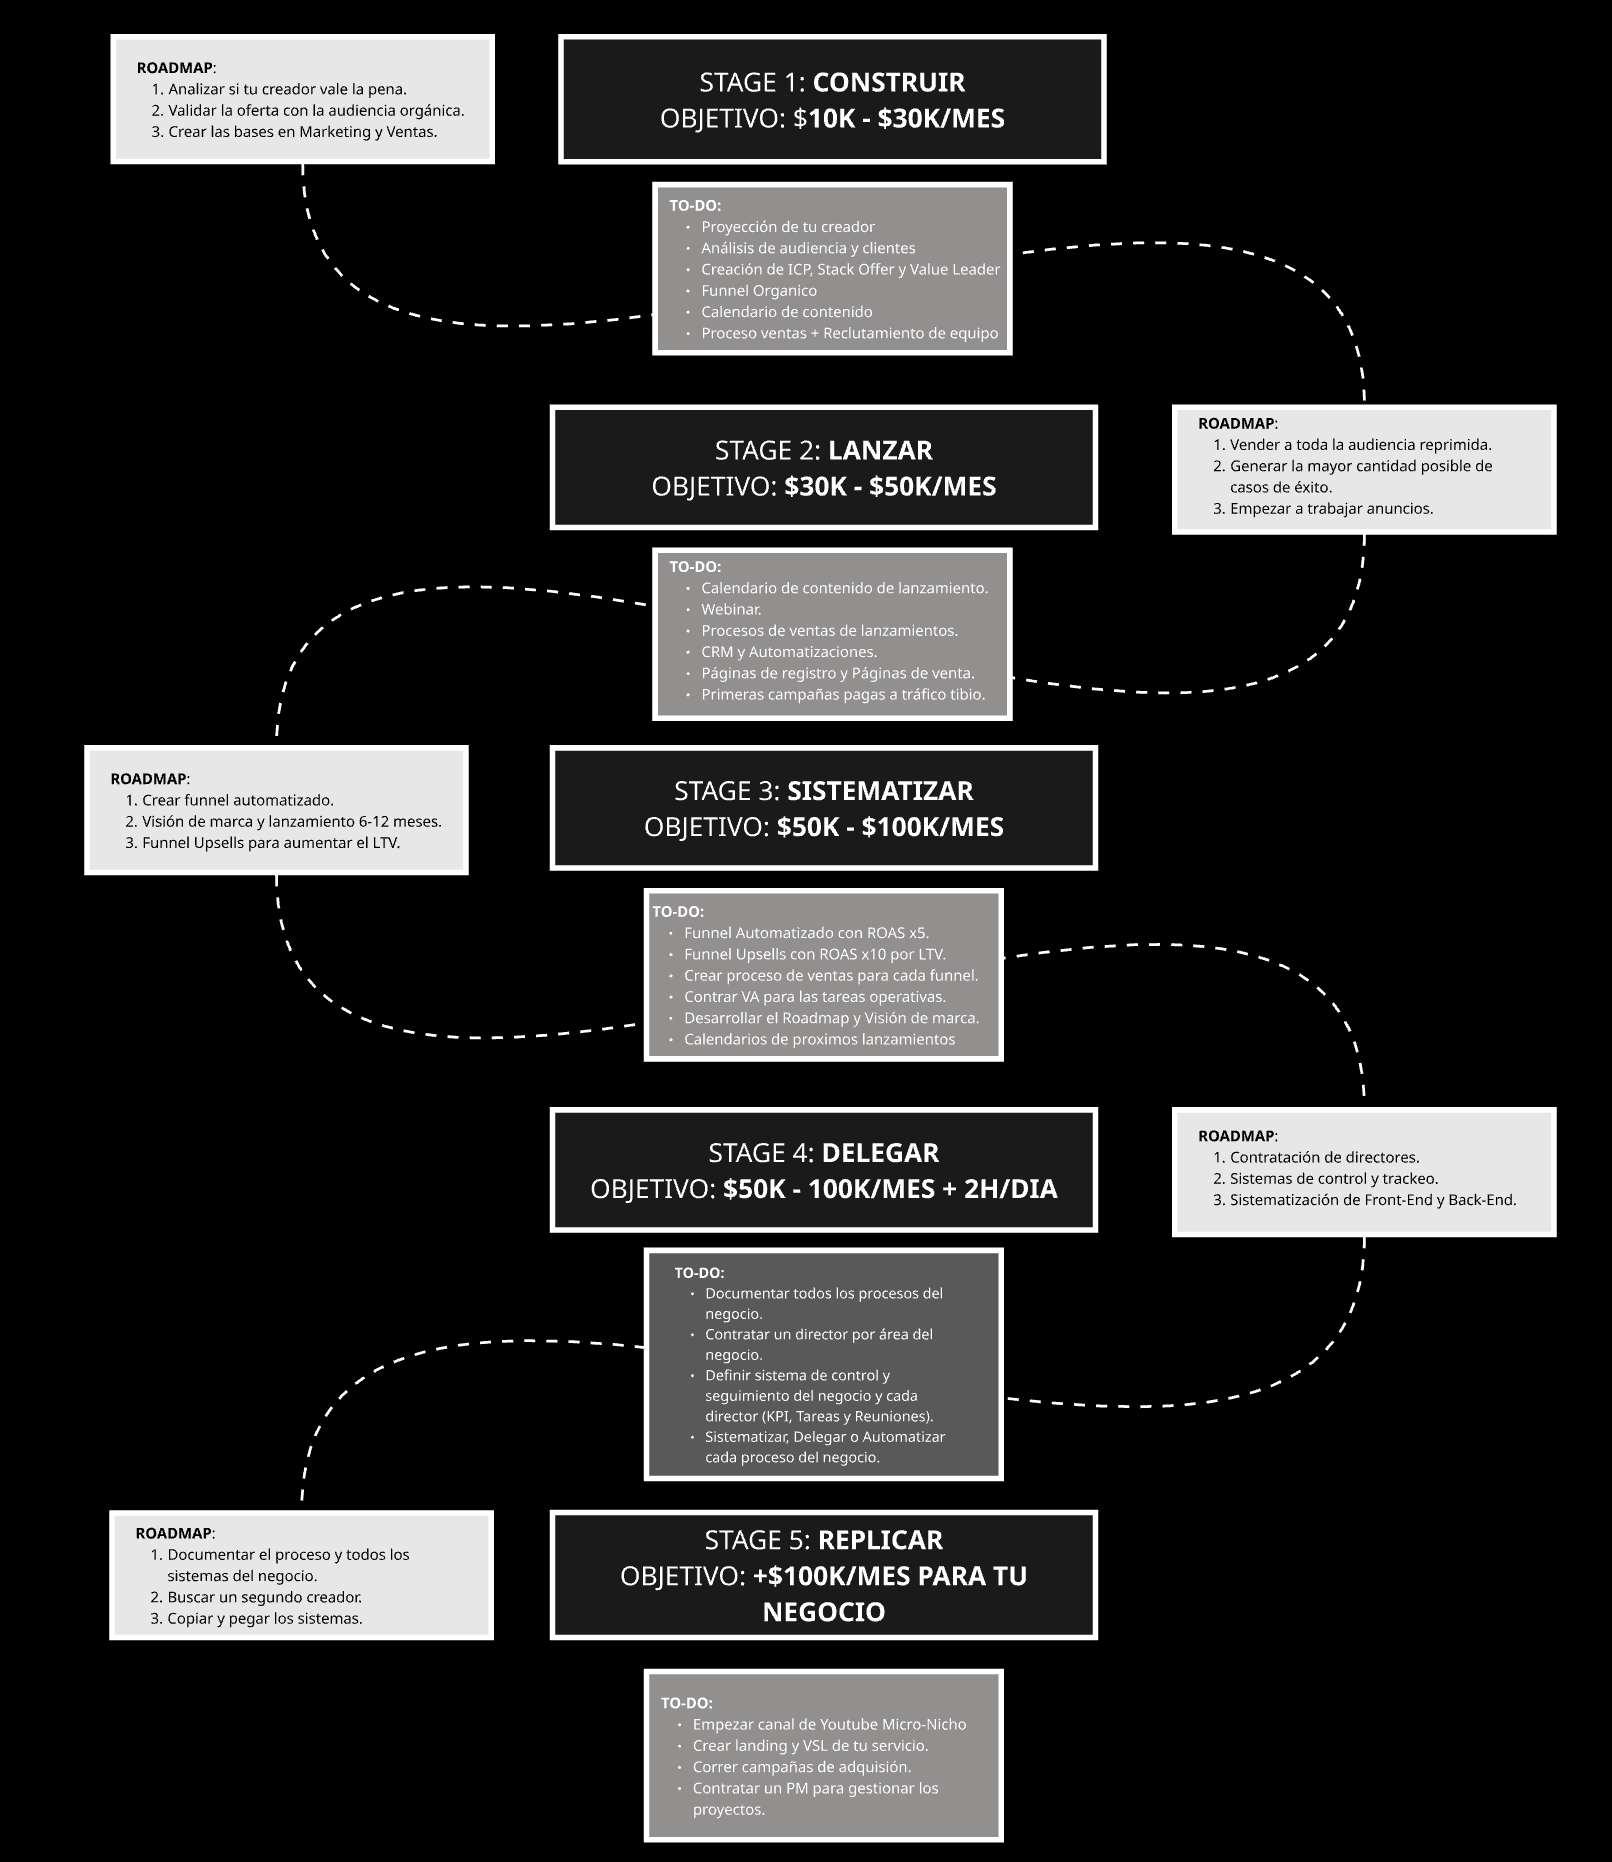 ROADMAP:
1. Analizar si tu creador vale la pena.
2. Validar la oferta con la audiencia orgánica.
3. Crear las bases en Marketing y Ventas.
STAGE 1: CONSTRUIR
OBJETIVO: $10K - $30K/MES
TO-DO:
• Proyección de tu creador
• Análisis de audiencia y clientes
• Creación de ICP, Stack Offer y Value Leader
• Funnel Organico
• Calendario de contenido
• Proceso ventas + Reclutamiento de equipo
STAGE 2: LANZAR
OBJETIVO: $30K - $50K/MES
ROADMAP:
1. Vender a toda la audiencia reprimida.
2. Generar la mayor cantidad posible de
casos de éxito.
3. Empezar a trabajar anuncios.
TO-DO:
• Calendario de contenido de lanzamiento.
• Webinar.
• Procesos de ventas de lanzamientos.
• CRM y Automatizaciones.
• Páginas de registro y Páginas de venta.
• Primeras campañas pagas a tráfico tibio.
ROADMAP:
1. Crear funnel automatizado.
2. Visión de marca y lanzamiento 6-12 meses.
3. Funnel Upsells para aumentar el LTV.
STAGE 3: SISTEMATIZAR
OBJETIVO: $50K - $100K/MES
TO-DO:
• Funnel Automatizado con ROAS x5.
• Funnel Upsells con ROAS x10 por LTV.
• Crear proceso de ventas para cada funnel.
• Contrar VA para las tareas operativas.
• Desarrollar el Roadmap y Visión de marca.
• Calendarios de proximos lanzamientos
STAGE 4: DELEGAR
OBJETIVO: $50K - 100K/MES + 2H/DIA
ROADMAP:
1. Contratación de directores.
2. Sistemas de control y trackeo.
3. Sistematización de Front-End y Back-End.
TO-DO:
• Documentar todos los procesos del
negocio.
• Contratar un director por área del
negocio.
• Definir sistema de control y
seguimiento del negocio y cada
director (KPI, Tareas y Reuniones).
• Sistematizar, Delegar o Automatizar
cada proceso del negocio.
ROADMAP:
1. Documentar el proceso y todos los
sistemas del negocio.
2. Buscar un segundo creador.
3. Copiar y pegar los sistemas.
STAGE 5: REPLICAR
OBJETIVO: +$100K/MES PARA TU
NEGOCIO
TO-DO:
• Empezar canal de Youtube Micro-Nicho
• Crear landing y VSL de tu servicio.
• Correr campañas de adquisión.
• Contratar un PM para gestionar los
proyectos.